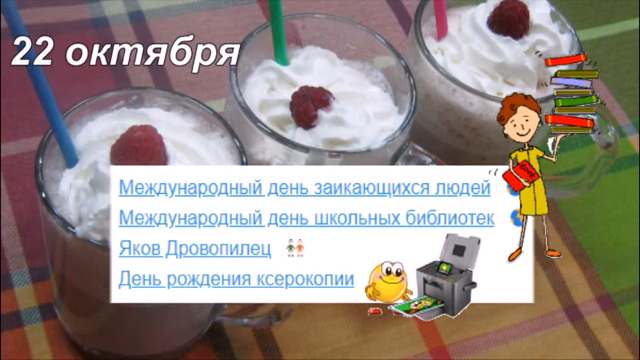 22 октября
Международный день заикающихся людей
Международный день школьных библиотек
Яков Дровопилец
День рождения ксерокопии